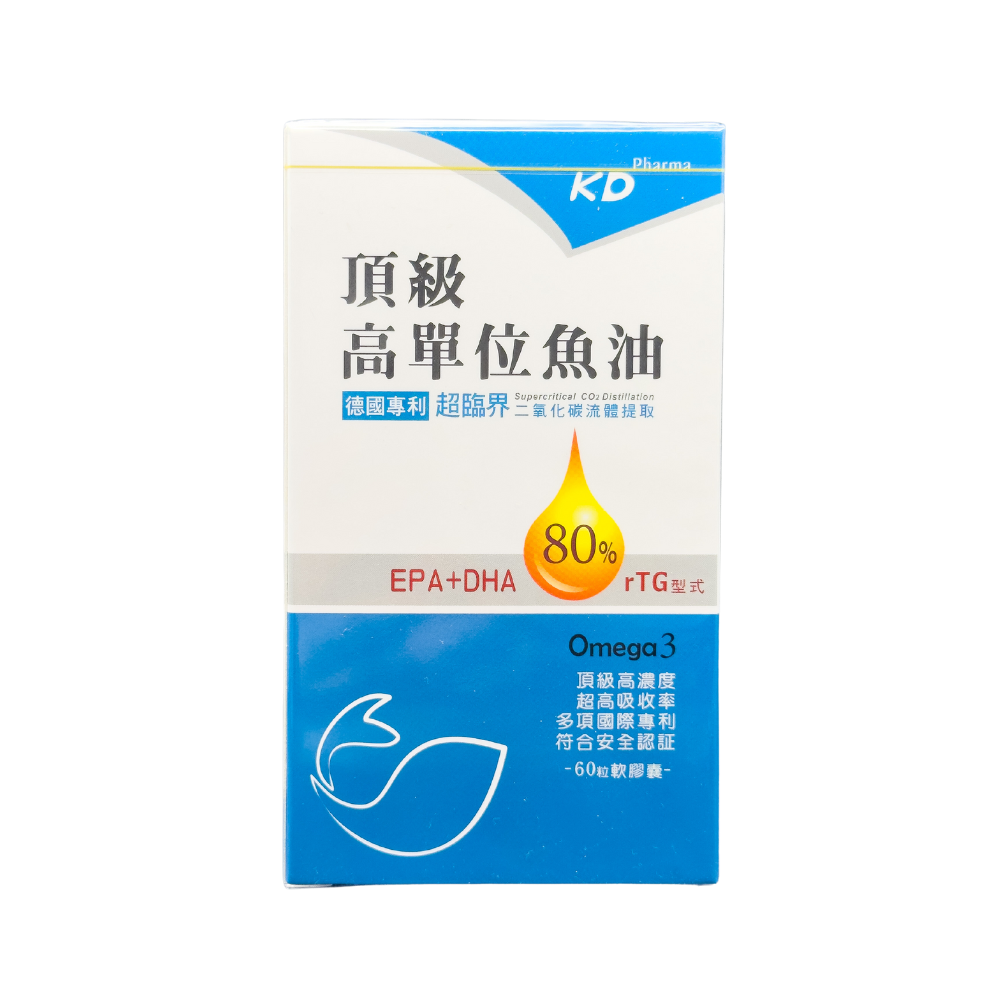 KD Pharma
頂級
高單位魚油
德國專利 超臨界 Supercritical CO2 Distillation
二氧化碳流體提取
80%
EPA+DHA
rTG型式
Omega3
頂級高濃度
超高吸收率
多項國際專利
符合安全認証
-60粒軟膠囊-